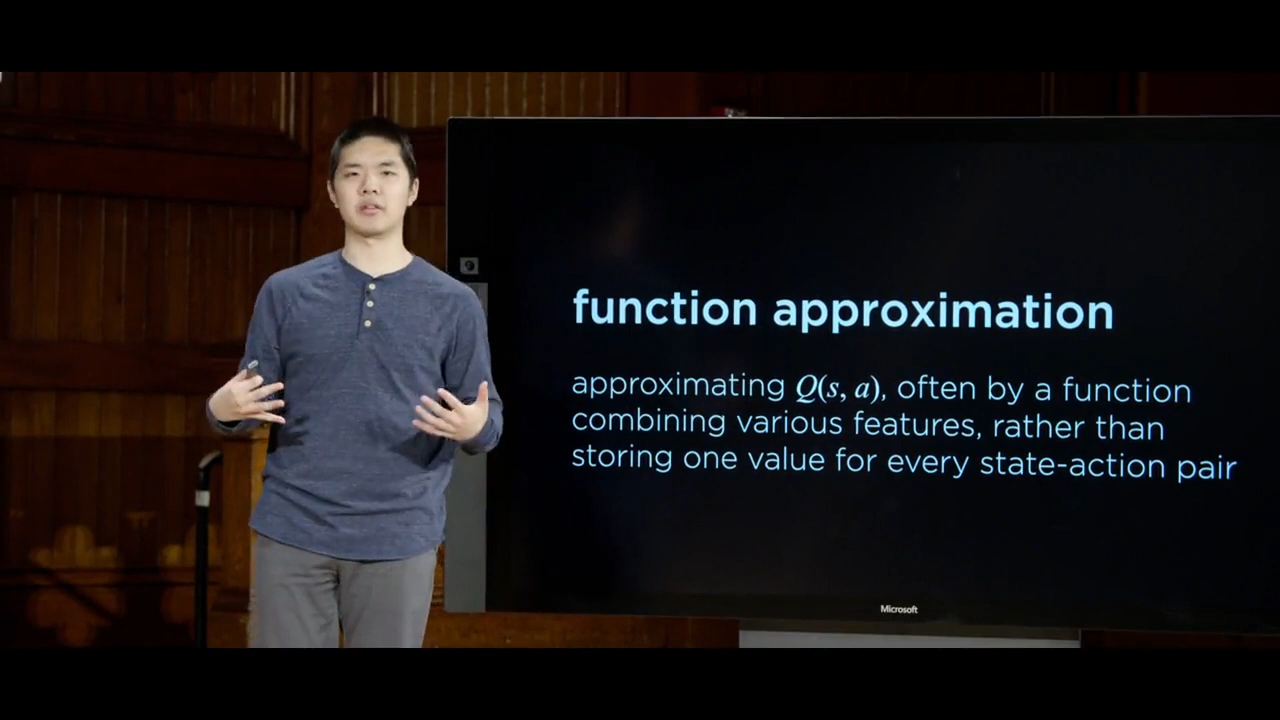 function approximation
approximating Q(s, a), often by a function
combining various features, rather than
storing one value for every state-action pair
Microsoft